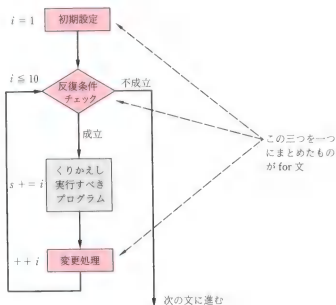 i = 1
初期設定
i ≦ 10
反復条件
チェック
不成立
成立
この三つを一つ
にまとめたもの
が for 文
s += i
くりかえし
実行すべき
プログラム
++ i
変更処理
次の文に進む